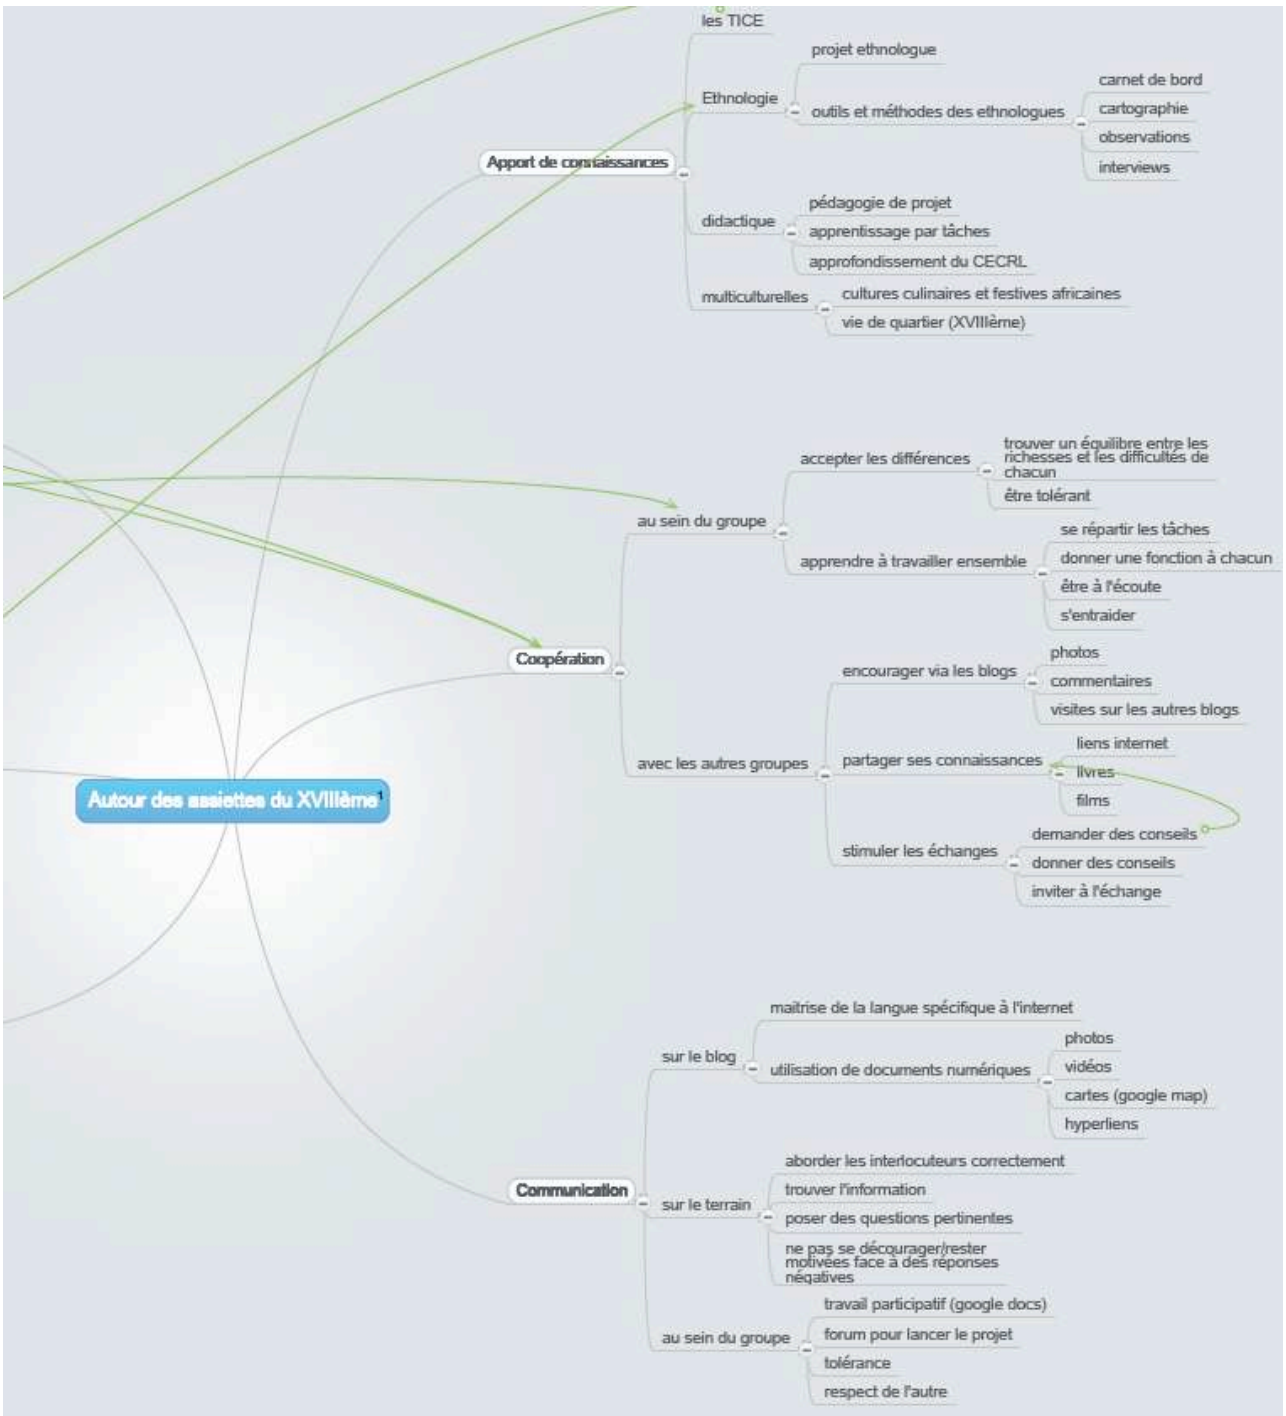 les TICE
projet ethnologue
Ethnologie
outils et méthodes des ethnologues
carnet de bord
cartographie
observations
interviews
Apport de connaissances
didactique
pédagogie de projet
apprentissage par tâches
approfondissement du CECRL
multiculturelles
cultures culinaires et festives africaines
vie de quartier (XVIIIème)
accepter les différences
trouver un équilibre entre les
richesses et les difficultés de
chacun
être tolérant
au sein du groupe
apprendre à travailler ensemble
se répartir les tâches
donner une fonction à chacun
être à l'écoute
s'entraider
Coopération
encourager via les blogs
photos
commentaires
visites sur les autres blogs
avec les autres groupes
partager ses connaissances
liens internet
livres
films
stimuler les échanges
demander des conseils
donner des conseils
inviter à l'échange
Autour des assiettes du XVIIIème¹
maitrise de la langue spécifique à l'internet
sur le blog
utilisation de documents numériques
photos
vidéos
cartes (google map)
hyperliens
Communication
sur le terrain
aborder les interlocuteurs correctement
trouver l'information
poser des questions pertinentes
ne pas se décourager/rester
motivées face à des réponses
négatives
au sein du groupe
travail participatif (google docs)
forum pour lancer le projet
tolérance
respect de l'autre